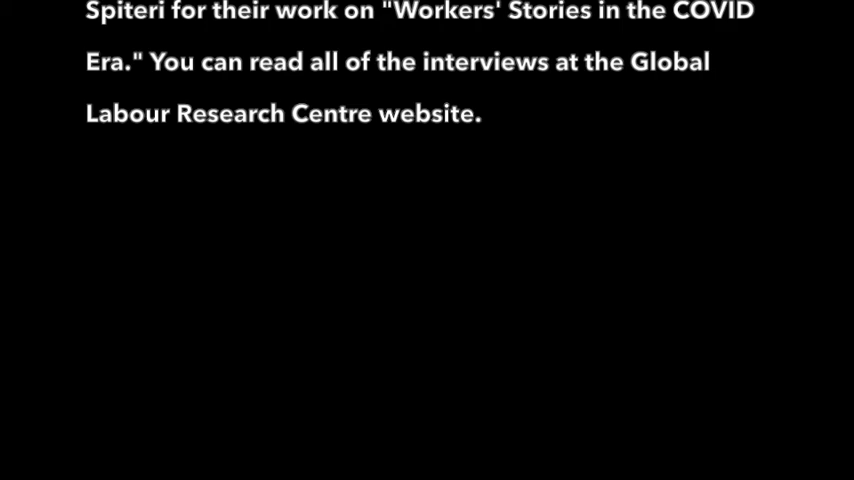 Spiteri for their work on "Workers' Stories in the COVID
Era." You can read all of the interviews at the Global
Labour Research Centre website.